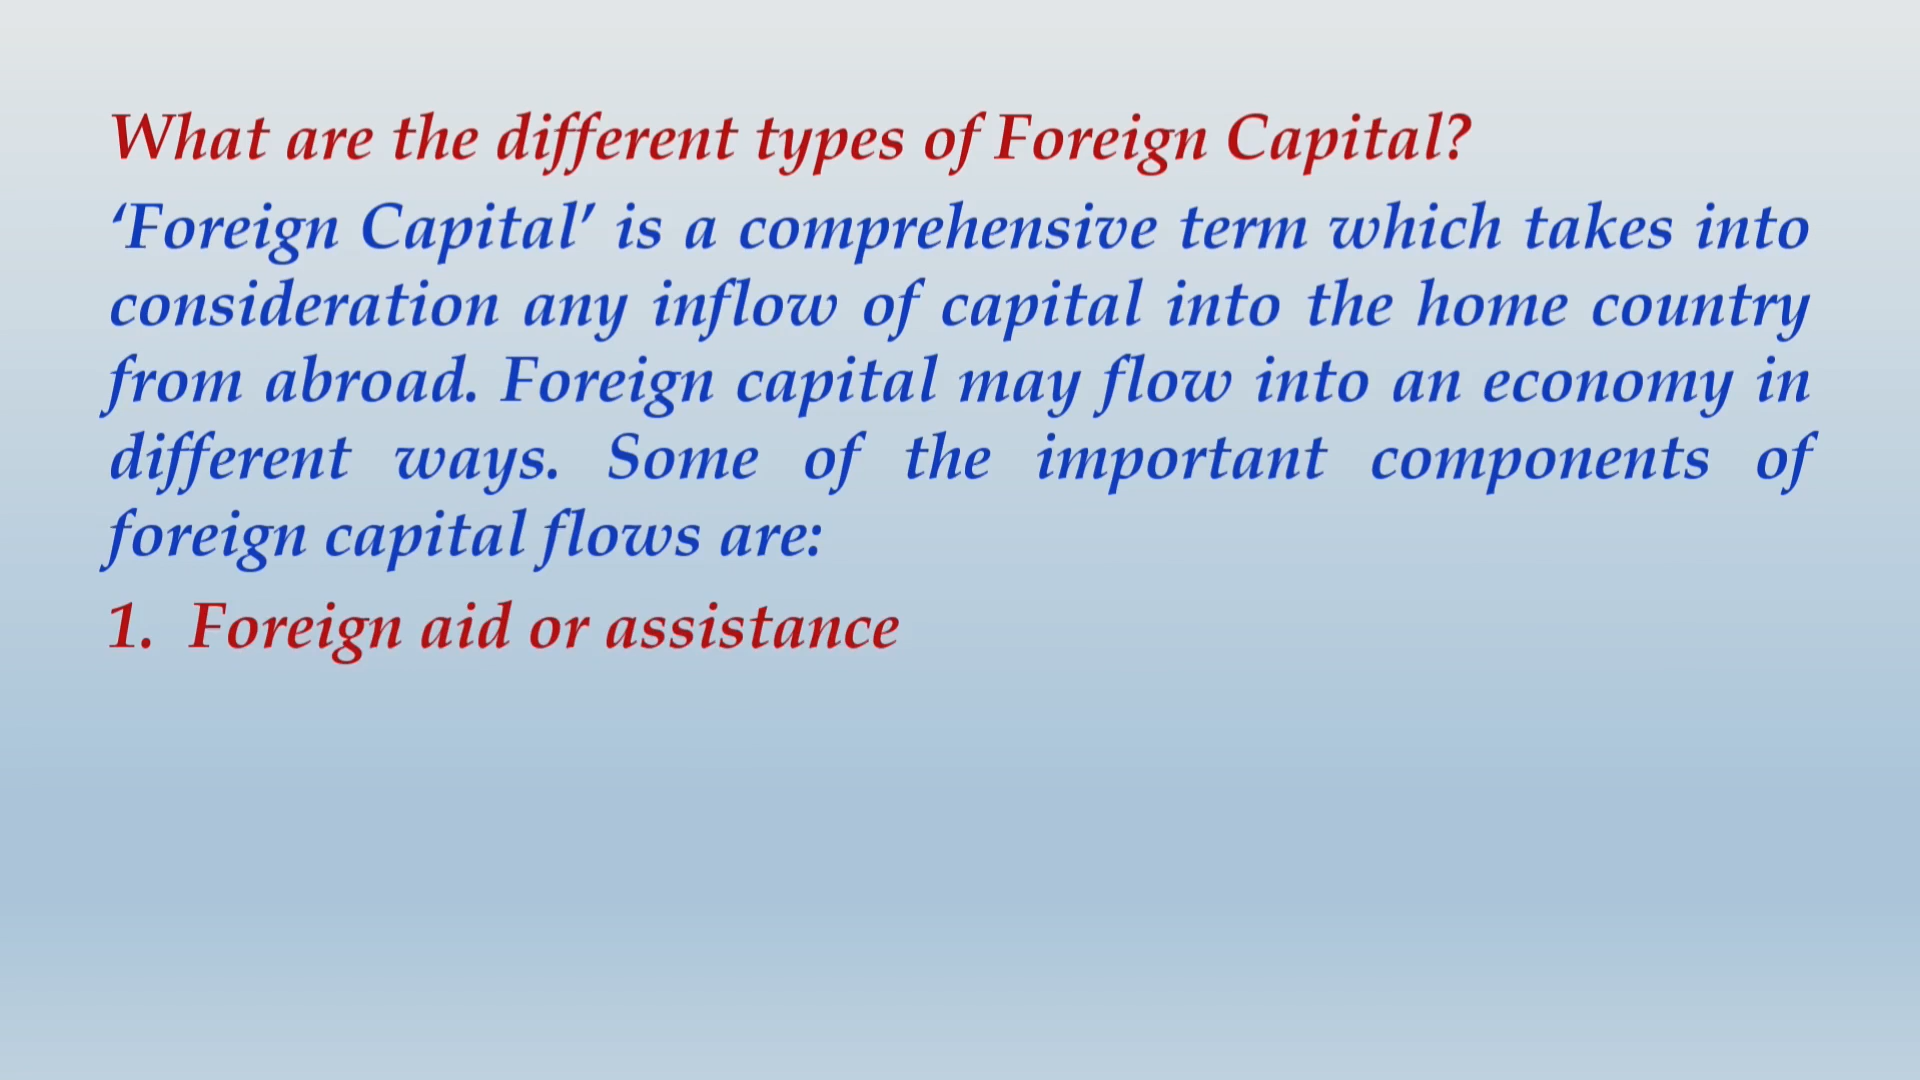 What are the different types of Foreign Capital?
‘Foreign Capital’ is a comprehensive term which takes into
consideration any inflow of capital into the home country
from abroad. Foreign capital may flow into an economy in
different ways. Some of the important components of
foreign capital flows are:
1. Foreign aid or assistance